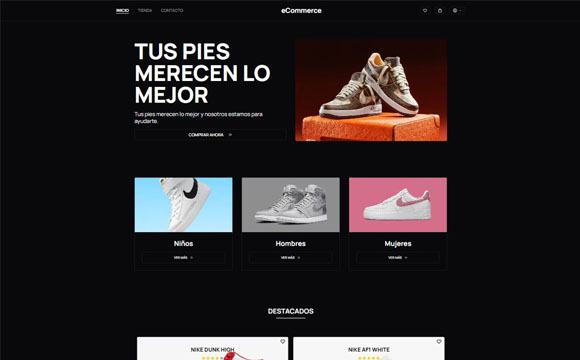 INICIO TIENDA CONTACTO eCommerce
TUS PIES
MERECEN LO
MEJOR
Tus pies merecen lo mejor y nosotros estamos para
ayudarte.
COMPRAR AHORA
Niños Hombres Mujeres
VER MÁS VER MÁS VER MÁS
DESTACADOS
NIKE DUNK HIGH NIKE AF1 WHITE